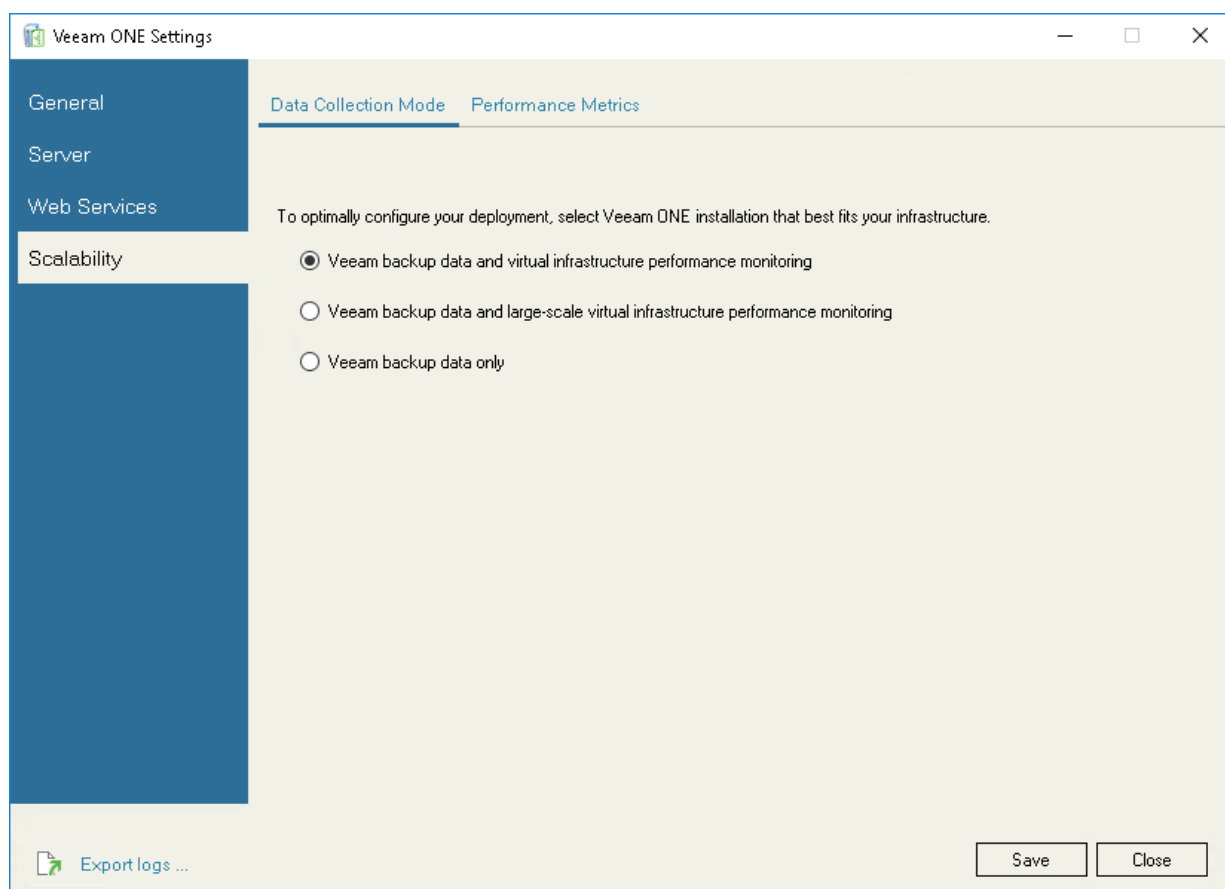 Veeam ONE Settings
General
Server
Web Services
Scalability
Data Collection Mode Performance Metrics
To optimally configure your deployment, select Veeam ONE installation that best fits your infrastructure.
Veeam backup data and virtual infrastructure performance monitoring
Veeam backup data and large-scale virtual infrastructure performance monitoring
Veeam backup data only
Export logs ...
Save Close